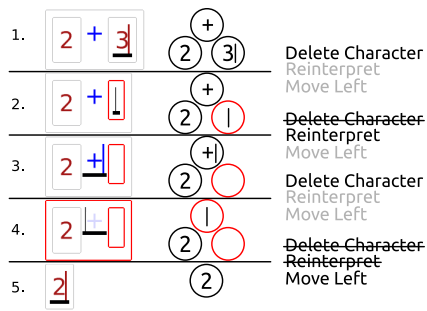 1. 2 + 3 + 2 3
Delete Character
Reinterpret
Move Left
2. 2 + + 2
Delete Character
Reinterpret
Move Left
3. 2 + + 2
Delete Character
Reinterpret
Move Left
4. 2 + 2
Delete Character
Reinterpret
Move Left
5. 2 2